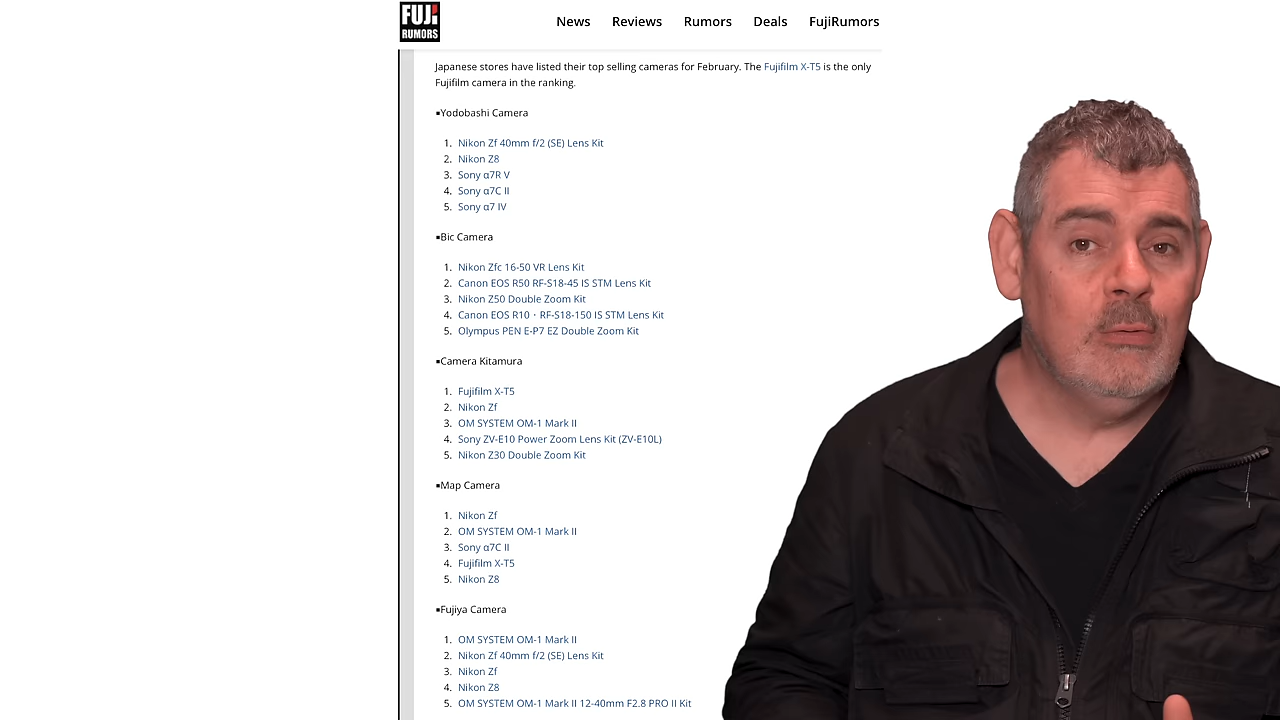 FUJi
RUMORS
News Reviews Rumors Deals FujiRumors
Japanese stores have listed their top selling cameras for February. The Fujifilm X-T5 is the only
Fujifilm camera in the ranking.
▪Yodobashi Camera
1. Nikon Zf 40mm f/2 (SE) Lens Kit
2. Nikon Z8
3. Sony α7R V
4. Sony α7C II
5. Sony α7 IV
▪Bic Camera
1. Nikon Zfc 16-50 VR Lens Kit
2. Canon EOS R50 RF-S18-45 IS STM Lens Kit
3. Nikon Z50 Double Zoom Kit
4. Canon EOS R10・RF-S18-150 IS STM Lens Kit
5. Olympus PEN E-P7 EZ Double Zoom Kit
▪Camera Kitamura
1. Fujifilm X-T5
2. Nikon Zf
3. OM SYSTEM OM-1 Mark II
4. Sony ZV-E10 Power Zoom Lens Kit (ZV-E10L)
5. Nikon Z30 Double Zoom Kit
▪Map Camera
1. Nikon Zf
2. OM SYSTEM OM-1 Mark II
3. Sony α7C II
4. Fujifilm X-T5
5. Nikon Z8
▪Fujiya Camera
1. OM SYSTEM OM-1 Mark II
2. Nikon Zf 40mm f/2 (SE) Lens Kit
3. Nikon Zf
4. Nikon Z8
5. OM SYSTEM OM-1 Mark II 12-40mm F2.8 PRO II Kit